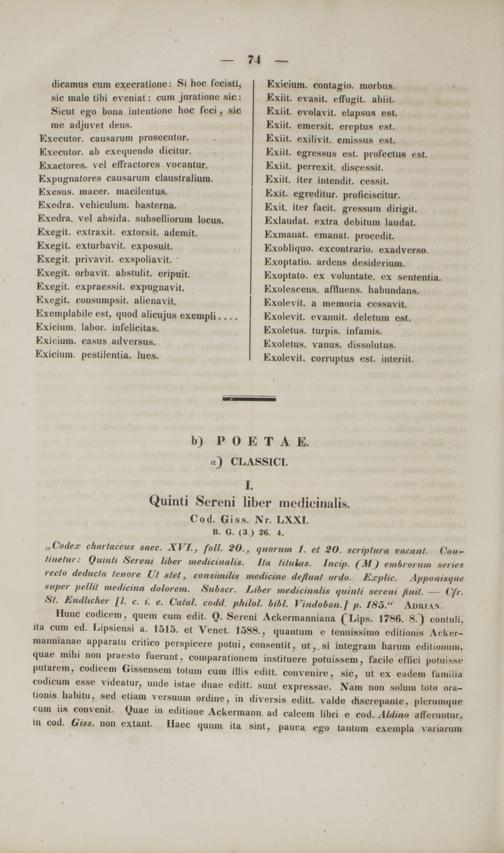 — 74 —
dicamus cum execratione: Si hoc fecisti,
sic male tibi eveniat: cum juratione sic:
Sicut ego bona intentione hoc feci, sic
me adjuvet deus.
Executor. causarum prosecutor.
Executor. ab exequendo dicitur.
Exactores. vel effractores vocantur.
Expugnatores causarum claustralium.
Exesus. macer. macilentus.
Exedra. vehiculum. basterna.
Exedra. vel absida. subselliorum locus.
Exegit. extraxit. extorsit. ademit.
Exegit. exturbavit. exposuit.
Exegit. privavit. exspoliavit.
Exegit. orbavit. abstulit. eripuit.
Exegit. expraessit. expugnavit.
Exegit. consumpsit. alienavit.
Exemplabile est, quod alicujus exempli....
Exicium. labor. infelicitas.
Exicium. casus adversus.
Exicium. pestilentia. lues.
Exicium. contagio. morbus.
Exiit. evasit. effugit. abiit.
Exiit. evolavit. elapsus est.
Exiit. emersit. ereptus est.
Exiit. exilivit. emissus est.
Exiit. egressus est. profectus est.
Exiit. perrexit. discessit.
Exiit. iter intendit. cessit.
Exit. egreditur. proficiscitur.
Exit. iter facit. gressum dirigit.
Exlaudat. extra debitum laudat.
Exmanat. emanat. procedit.
Exobliquo. excontrario. exadverso.
Exoptatio. ardens desiderium.
Exoptato. ex voluntate. ex sententia.
Exolescens. affluens. habundans.
Exolevit. a memoria cessavit.
Exolevit. evanuit. deletum est.
Exoletus. turpis. infamis.
Exoletus. vanus. dissolutus.
Exolevit. corruptus est. interiit.
b) POETAE.
α) CLASSICI.
I.
Quinti Sereni liber medicinalis.
Cod. Giss. Nr. LXXI.
B. G. (3.) 26. 4.
„Codex chartaceus saec. XVI., foll. 20., quorum 1. et 20. scriptura vacant. Con-
tinetur: Quinti Sereni liber medicinalis. Ita titulus. Incip. (M) embrorum series
recto deducta tenore Ut stet, consimilis medicine defluat ordo. Explic. Apponisque
super pellit medicina dolorem. Subscr. Liber medicinalis quinti sereni finit. — Cfr.
St. Endlicher [l. c. i. e. Catal. codd. philol. bibl. Vindobon.] p. 185.“ ADRIAN.
Hunc codicem, quem cum edit. Q. Sereni Ackermanniana (Lips. 1786. 8.) contuli,
ita cum ed. Lipsiensi a. 1515. et Venet. 1588., quantum e tenuissimo editionis Acker-
mannianae apparatu critico perspicere potui, consentit, ut, si integram harum editionum,
quae mihi non praesto fuerunt, comparationem instituere potuissem, facile effici potuisse
putarem, codicem Gissensem totum cum illis editt. convenire, sic, ut ex eadem familia
codicum esse videatur, unde istae duae editt. sunt expressae. Nam non solum toto ora-
tionis habitu, sed etiam versuum ordine, in diversis editt. valde discrepante, plerumque
cum iis convenit. Quae in editione Ackermann. ad calcem libri e cod. Aldino afferuntur,
in cod. Giss. non extant. Haec quum ita sint, pauca ego tantum exempla variarum